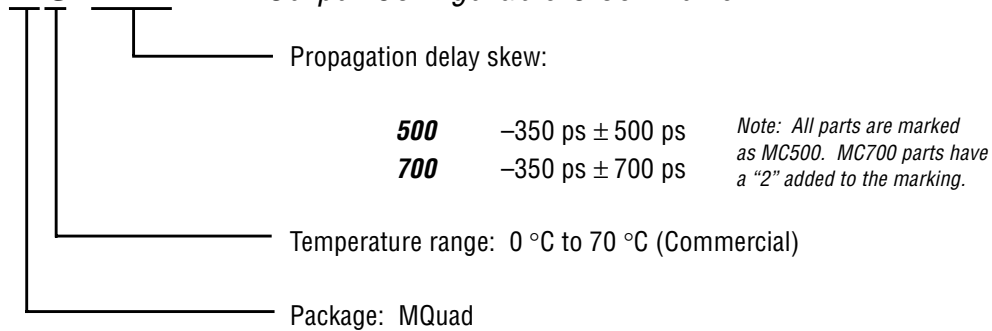 Propagation delay skew:
500 –350 ps ± 500 ps
700 –350 ps ± 700 ps
Note: All parts are marked
as MC500. MC700 parts have
a “2” added to the marking.
Temperature range: 0 °C to 70 °C (Commercial)
Package: MQuad